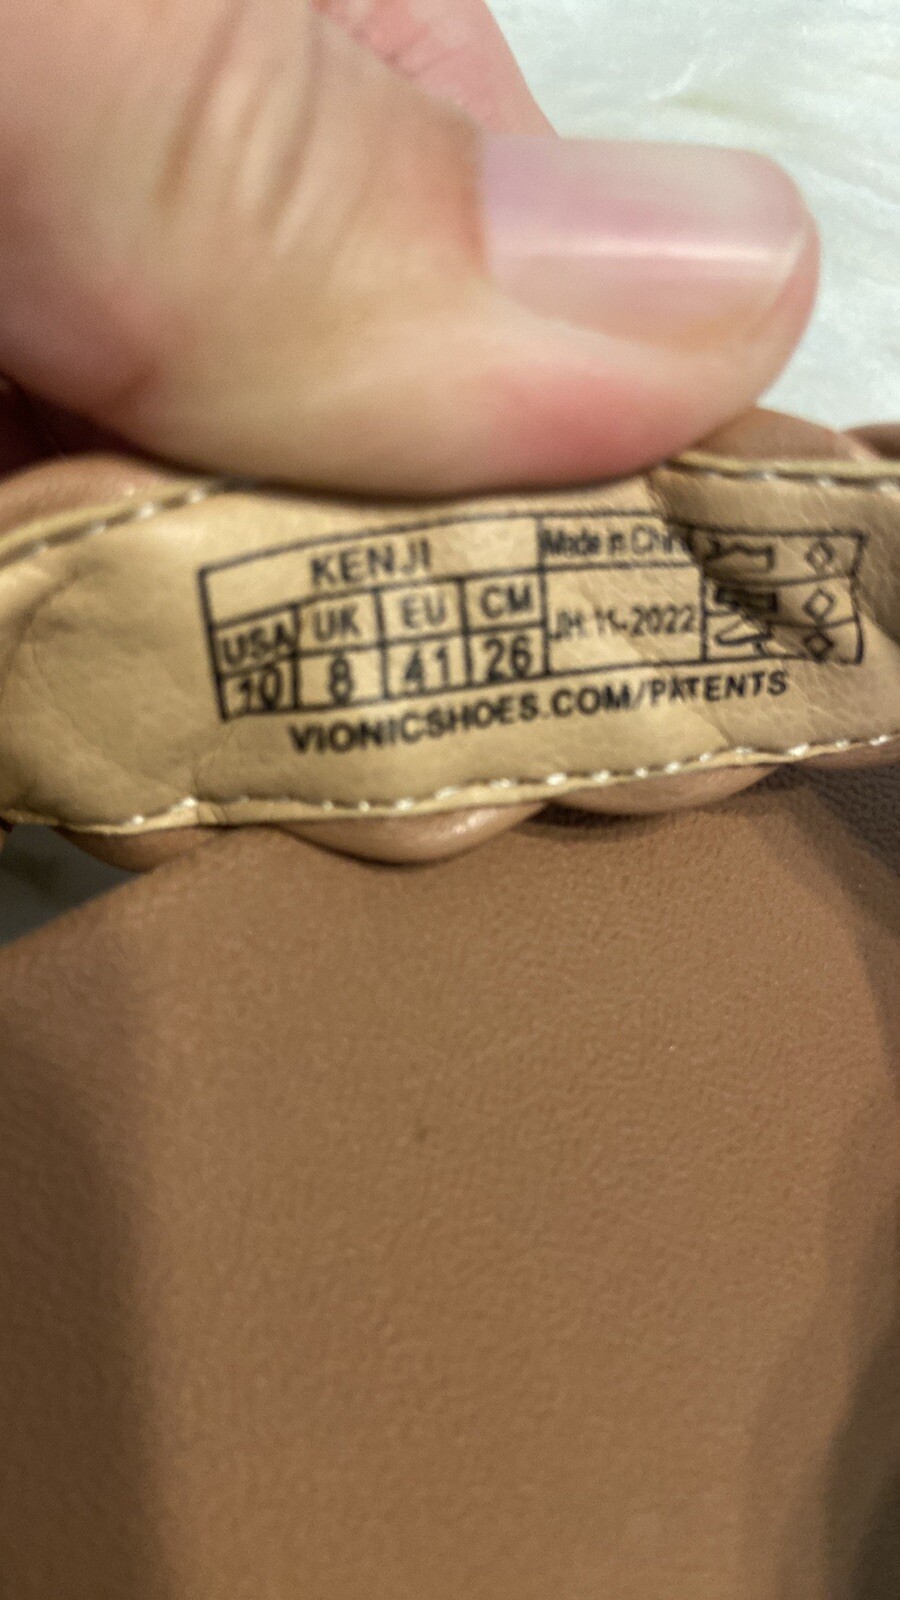 KENJI
Made in China
USA UK EU CM
10 8 41 26
JH 11-2022
VIONICSHOES.COM/PATENTS